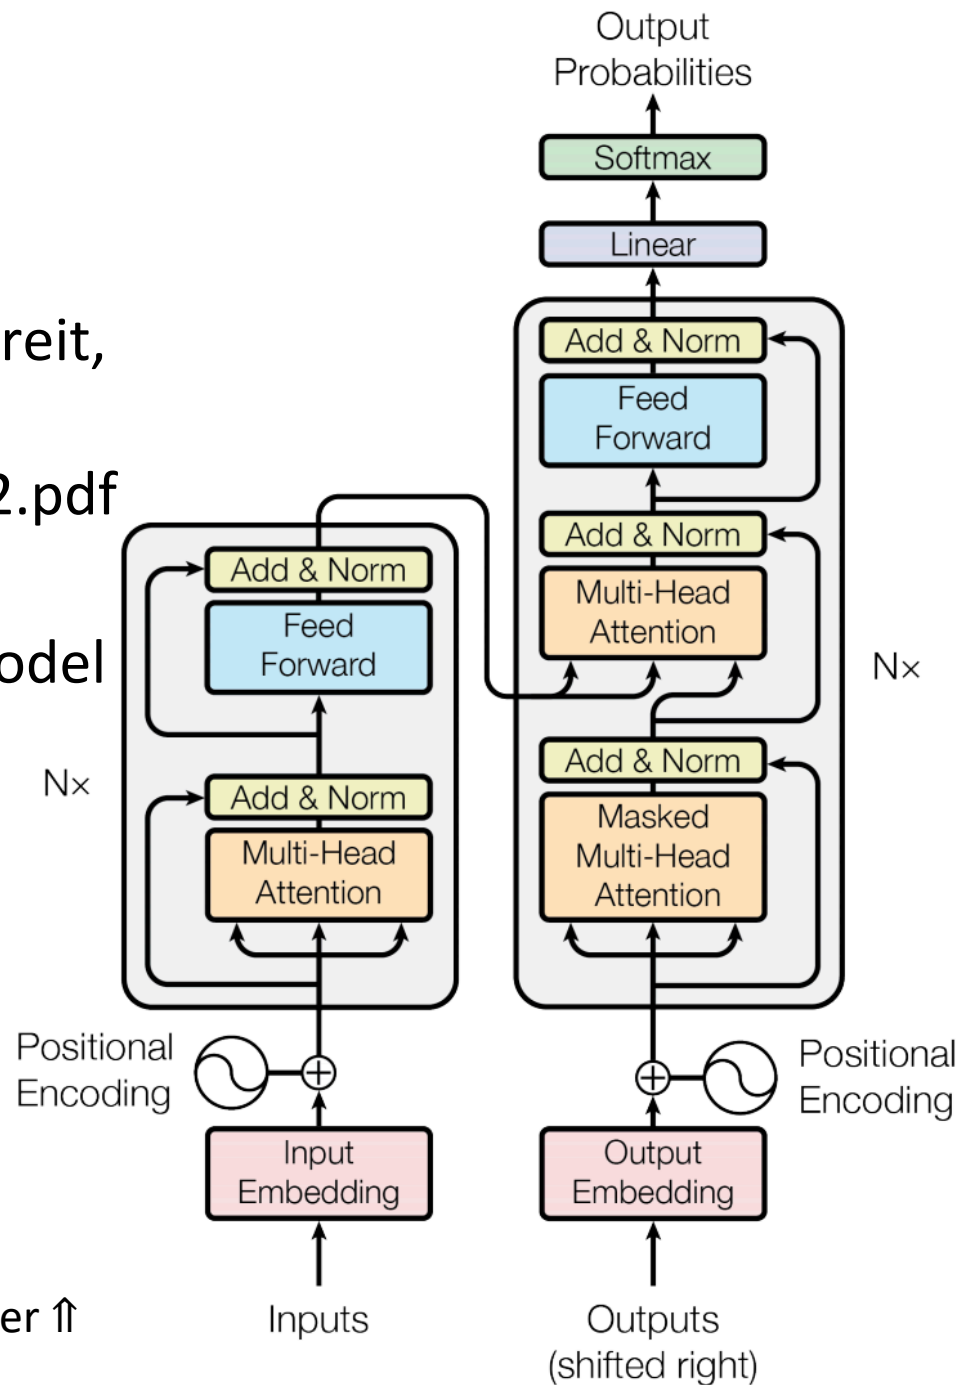 Output
Probabilities
Softmax
Linear
Add & Norm
Feed
Forward
Add & Norm
Multi-Head
Attention
Nx
Add & Norm
Masked
Multi-Head
Attention
Positional
Encoding
Output
Embedding
Outputs
(shifted right)
Add & Norm
Feed
Forward
Nx
Add & Norm
Multi-Head
Attention
Positional
Encoding
Input
Embedding
Inputs
reit,
2.pdf
odel
er ⇑